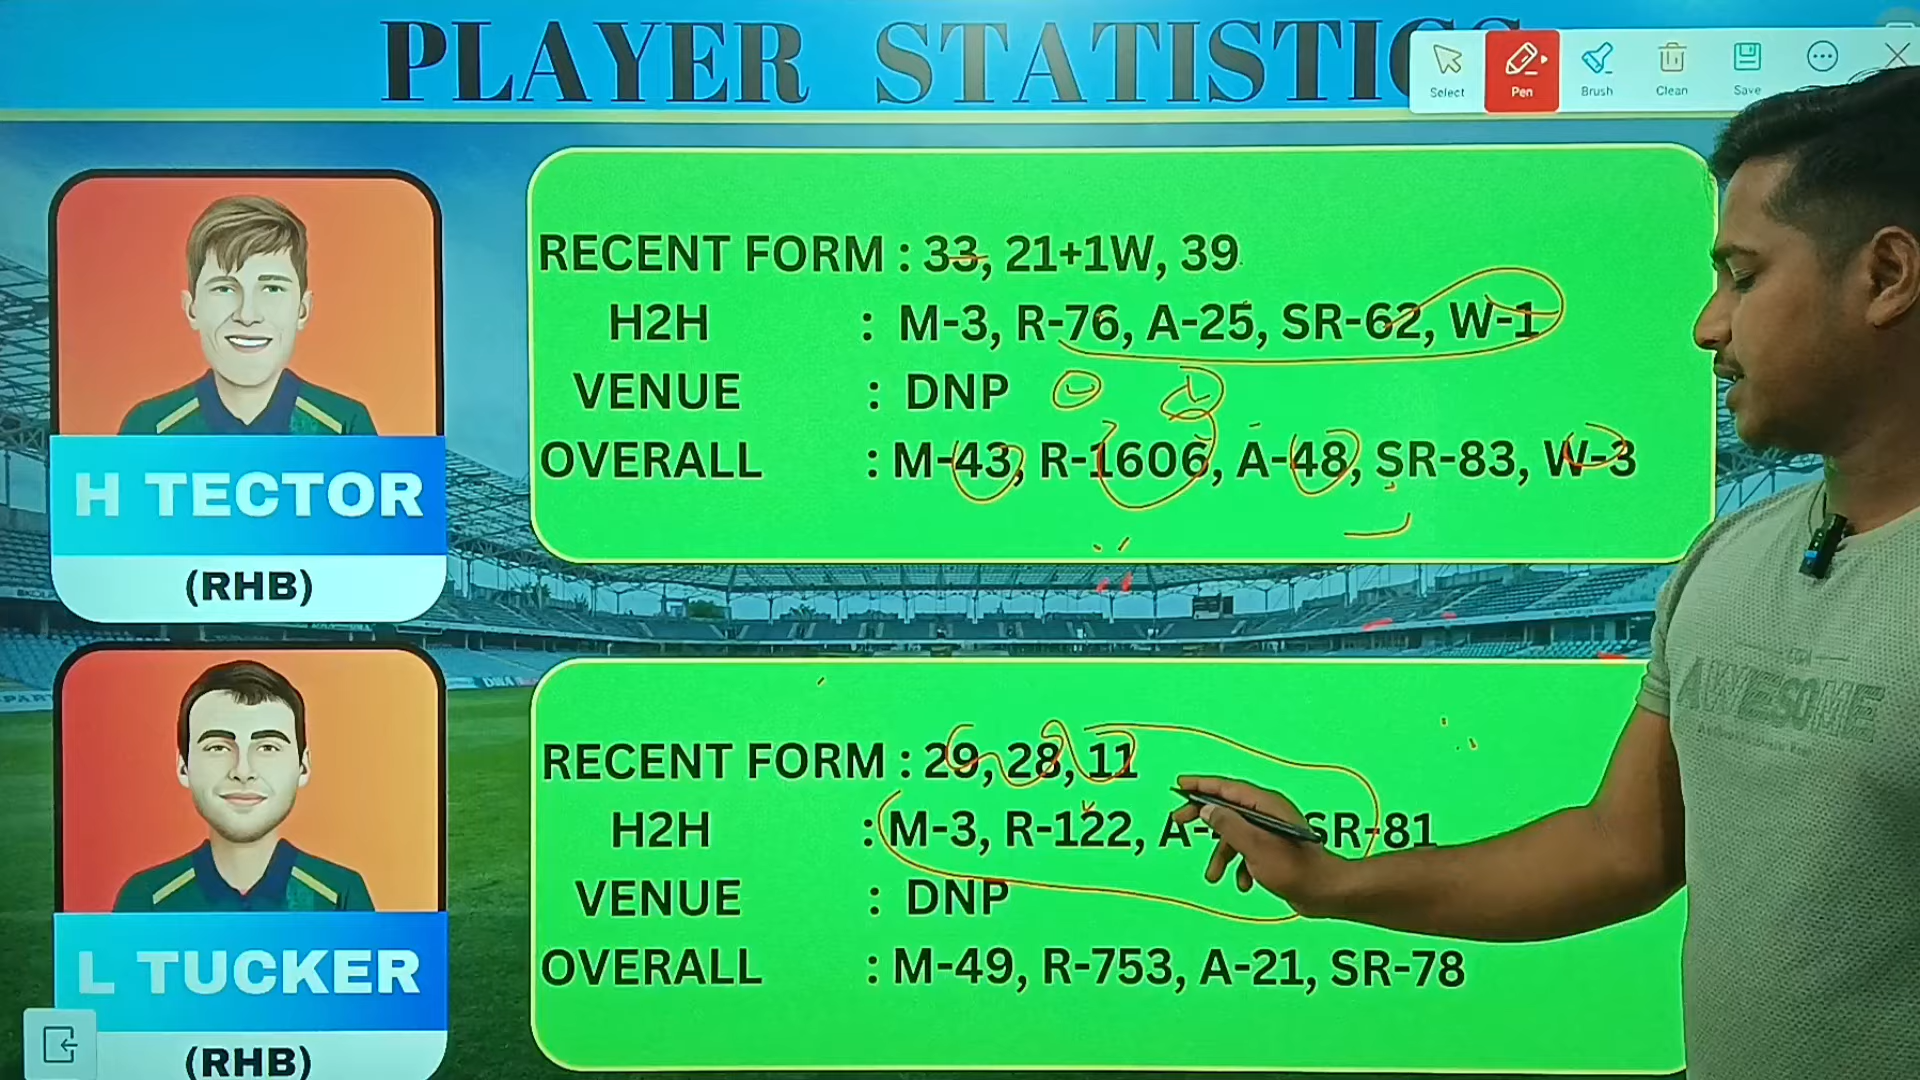 PLAYER STATISTICS
Select Pen Brush Clean Save
RECENT FORM : 33, 21+1W, 39
H2H : M-3, R-76, A-25, SR-62, W-1
VENUE : DNP
OVERALL : M-43, R-1606, A-48, SR-83, W-3
H TECTOR
(RHB)
RECENT FORM : 29, 28, 11
H2H : M-3, R-122, A- SR-81
VENUE : DNP
OVERALL : M-49, R-753, A-21, SR-78
L TUCKER
(RHB)
AWESOME